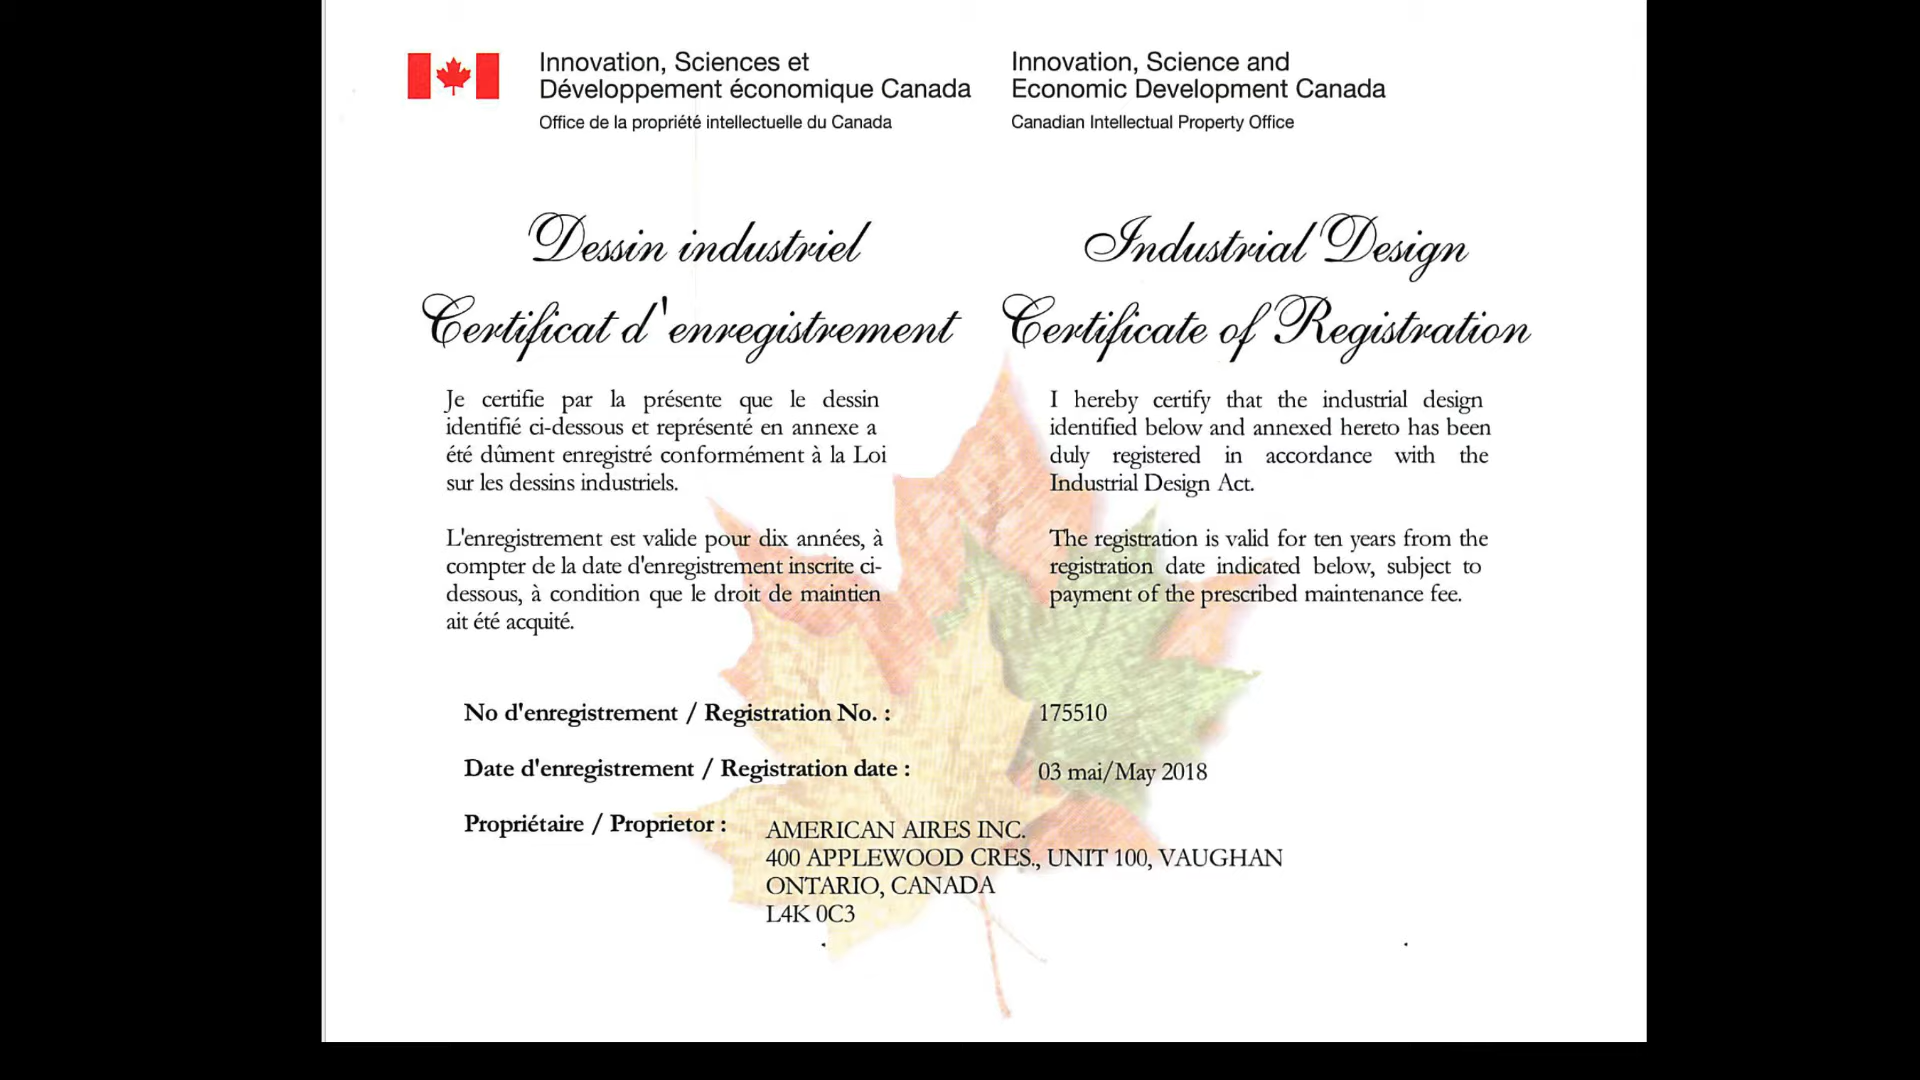 Innovation, Sciences et
Développement économique Canada
Office de la propriété intellectuelle du Canada
Innovation, Science and
Economic Development Canada
Canadian Intellectual Property Office
Dessin industriel
Certificat d'enregistrement
Je certifie par la présente que le dessin
identifié ci-dessous et représenté en annexe a
été dûment enregistré conformément à la Loi
sur les dessins industriels.
L'enregistrement est valide pour dix années, à
compter de la date d'enregistrement inscrite ci-
dessous, à condition que le droit de maintien
ait été acquité.
Industrial Design
Certificate of Registration
I hereby certify that the industrial design
identified below and annexed hereto has been
duly registered in accordance with the
Industrial Design Act.
The registration is valid for ten years from the
registration date indicated below, subject to
payment of the prescribed maintenance fee.
No d'enregistrement / Registration No. : 175510
Date d'enregistrement / Registration date : 03 mai/May 2018
Propriétaire / Proprietor : AMERICAN AIRES INC.
400 APPLEWOOD CRES., UNIT 100, VAUGHAN
ONTARIO, CANADA
L4K 0C3